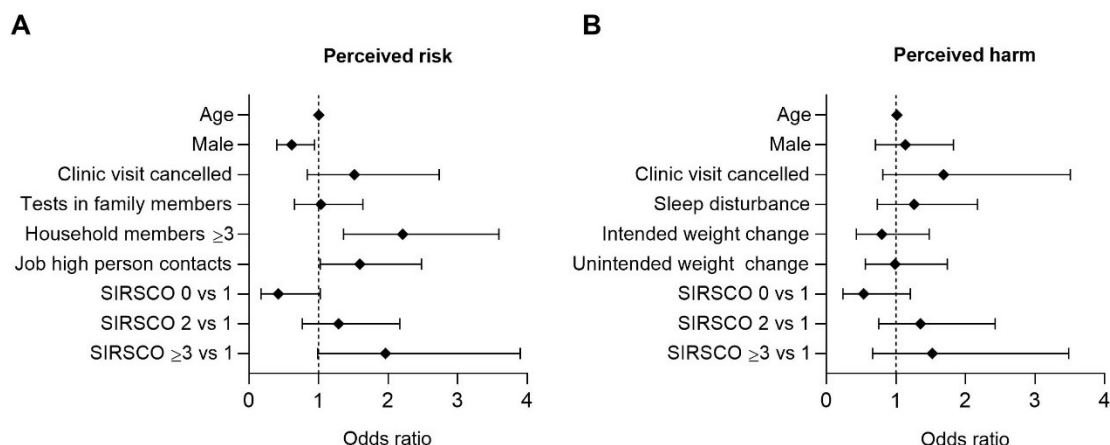 A
Perceived risk
Age
Male
Clinic visit cancelled
Tests in family members
Household members ≥3
Job high person contacts
SIRSCO 0 vs 1
SIRSCO 2 vs 1
SIRSCO ≥3 vs 1
0 1 2 3 4
Odds ratio
B
Perceived harm
Age
Male
Clinic visit cancelled
Sleep disturbance
Intended weight change
Unintended weight change
SIRSCO 0 vs 1
SIRSCO 2 vs 1
SIRSCO ≥3 vs 1
0 1 2 3 4
Odds ratio